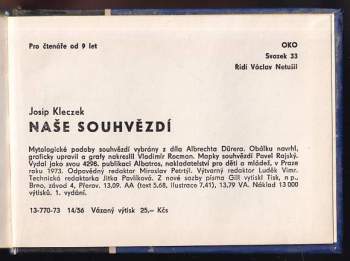 Pro čtenáře od 9 let
OKO
Svazek 33
Řídí Václav Netušil
Josip Kleczek
NAŠE SOUHVĚZDÍ
Mytologické podoby souhvězdí vybrány z díla Albrechta Dürera. Obálku navrhl,
graficky upravil a grafy nakreslil Vladimír Rocman. Mapky souhvězdí Pavel Rajský.
Vydal jako svou 4296. publikaci Albatros, nakladatelství pro děti a mládež, v Praze
roku 1973. Odpovědný redaktor Miroslav Petrtýl. Výtvarný redaktor Luděk Vimr.
Technická redaktorka Jitka Pavlíková. Z nové sazby písma Gill vytiskl Tisk, n. p.,
Brno, závod 4, Přerov. 13,09 AA (text 5,68, ilustrace 7,41), 13,79 VA. Náklad 13 000
výtisků. 1. vydání.
13-770-73 14/56 Vázaný výtisk 25,– Kčs